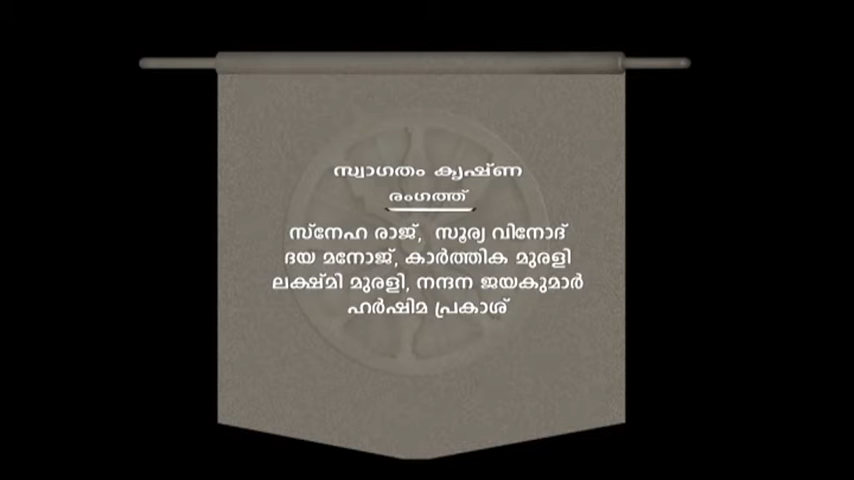 സ്വാഗതം കൃഷ്ണ
രംഗത്ത്
സ്നേഹ രാജ്, സൂര്യ വിനോദ്
ദയ മനോജ്, കാർത്തിക മുരളി
ലക്ഷ്മി മുരളി, നന്ദന ജയകുമാർ
ഹർഷിമ പ്രകാശ്